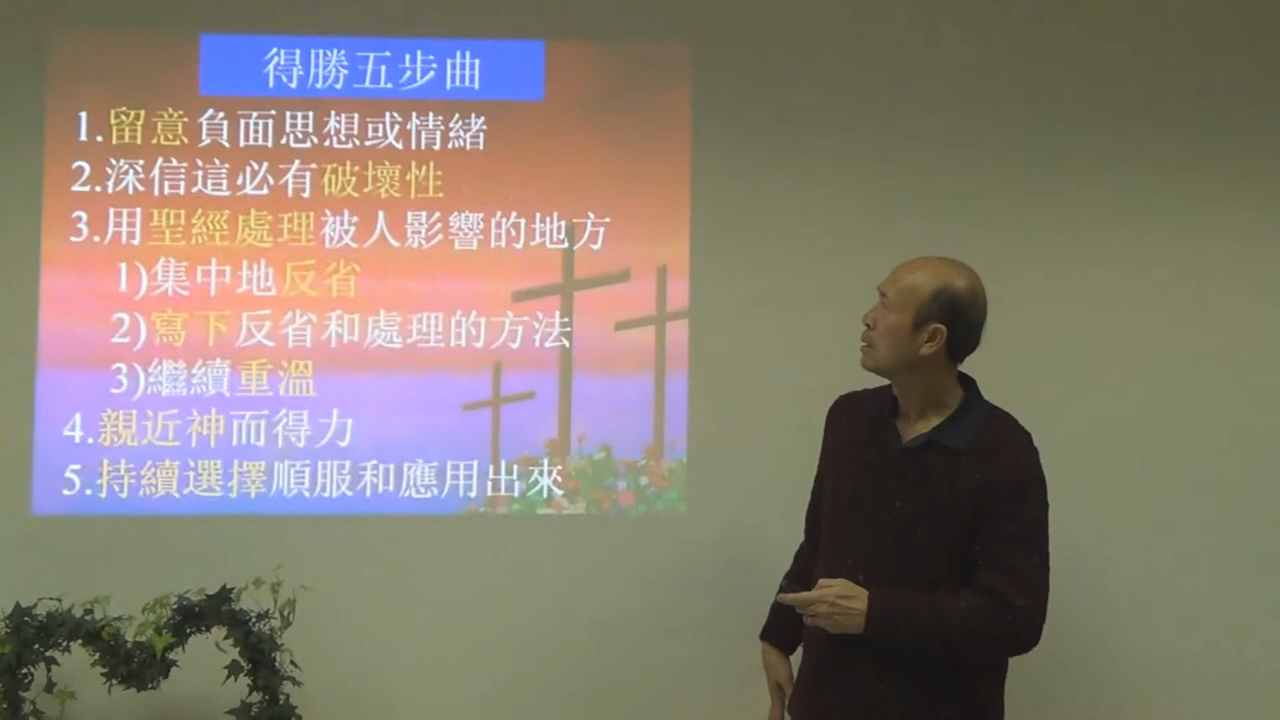 得勝五步曲
1.留意負面思想或情緒
2.深信這必有破壞性
3.用聖經處理被人影響的地方
1)集中地反省
2)寫下反省和處理的方法
3)繼續重溫
4.親近神而得力
5.持續選擇順服和應用出來